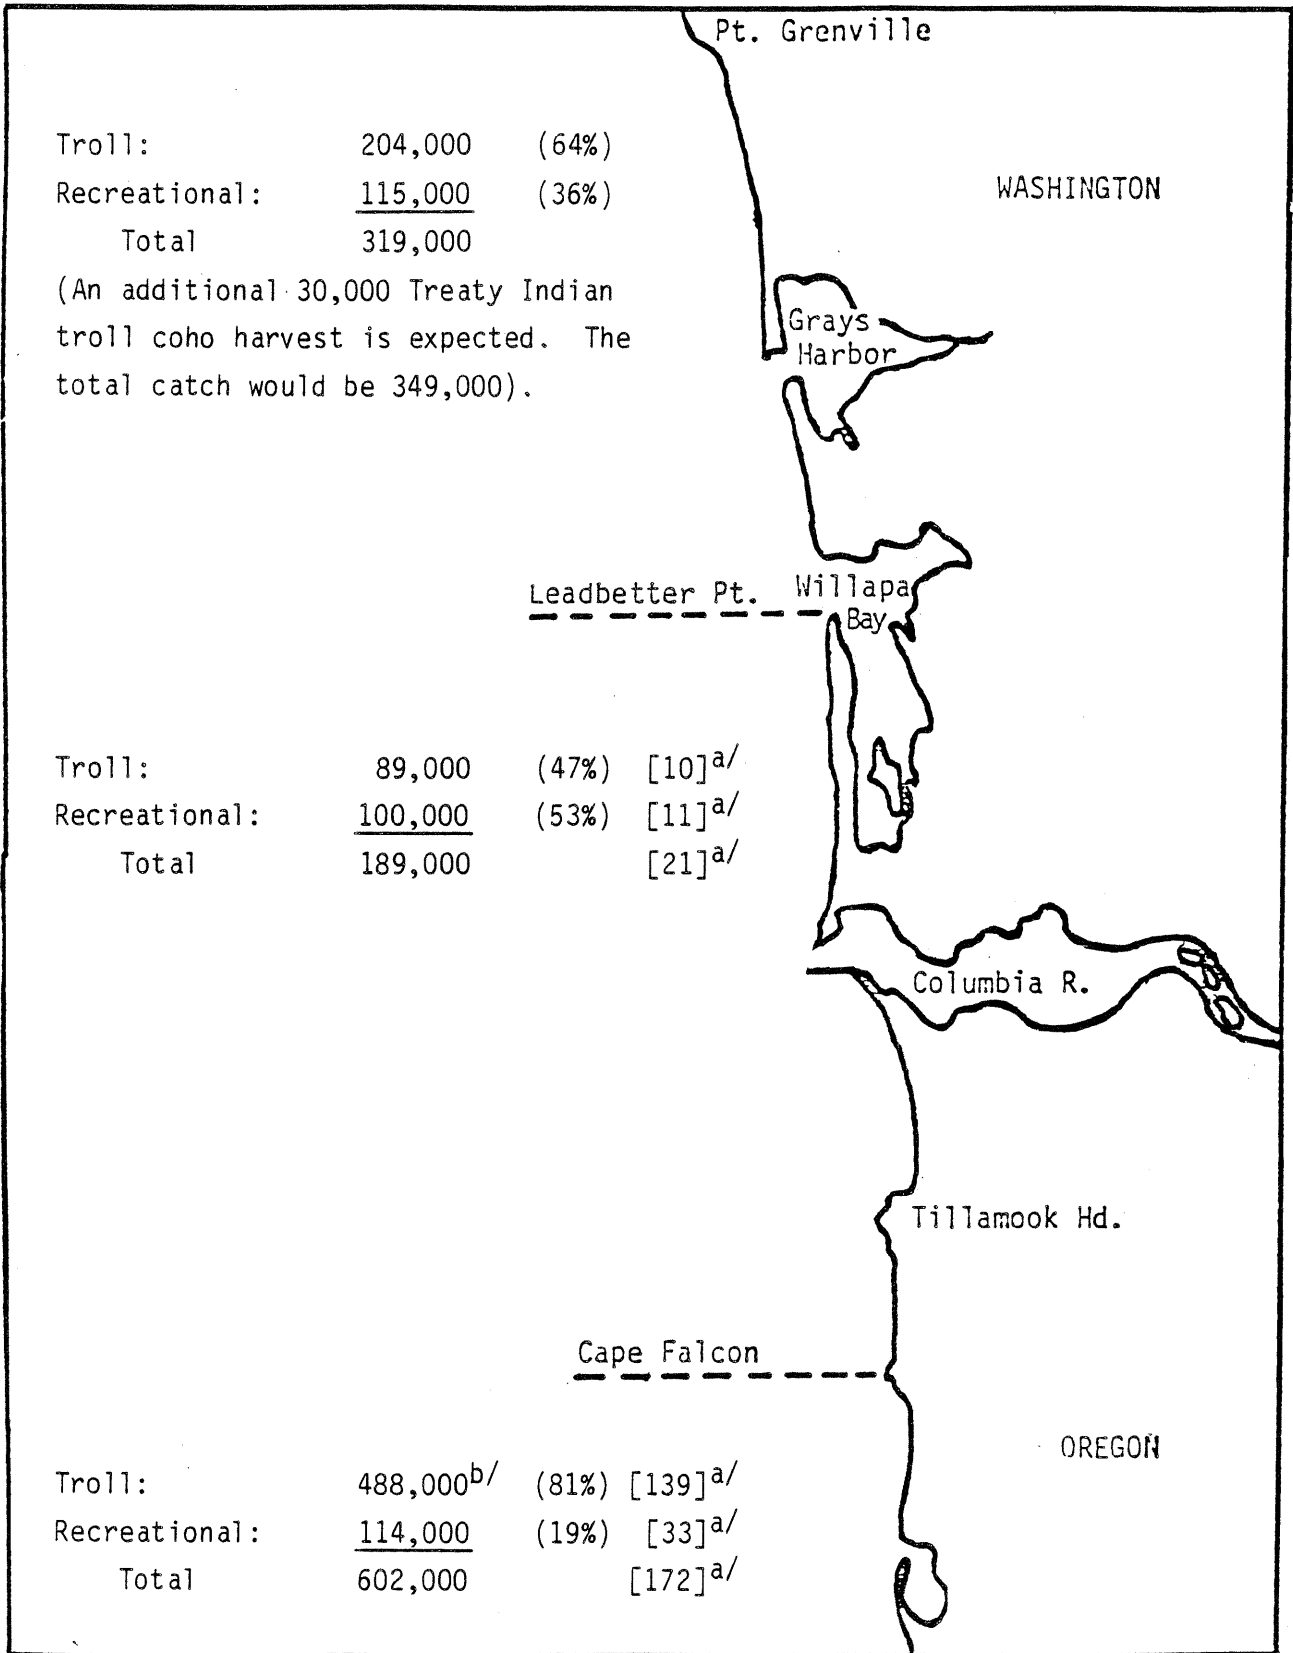 Pt. Grenville
Troll: 204,000 (64%)
Recreational: 115,000 (36%)
WASHINGTON
Total 319,000
(An additional 30,000 Treaty Indian
troll coho harvest is expected. The
total catch would be 349,000).
Grays
Harbor
Leadbetter Pt.
Willapa
Bay
Troll: 89,000 (47%) [10]a/
Recreational: 100,000 (53%) [11]a/
Total 189,000 [21]a/
Columbia R.
Tillamook Hd.
Cape Falcon
OREGON
Troll: 488,000b/ (81%) [139]a/
Recreational: 114,000 (19%) [33]a/
Total 602,000 [172]a/